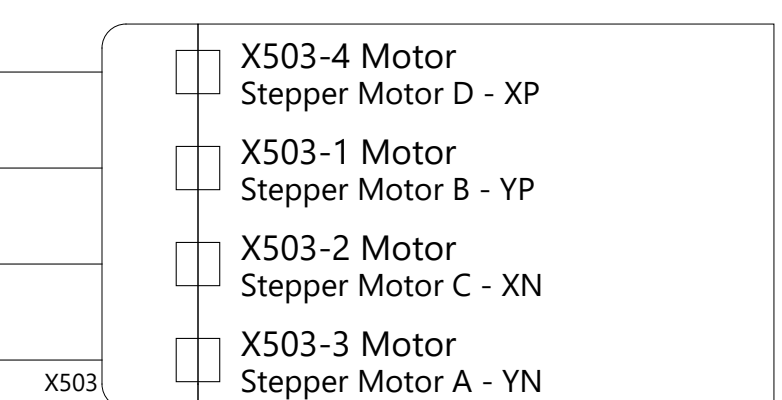 X503-4 Motor
Stepper Motor D - XP
X503-1 Motor
Stepper Motor B - YP
X503-2 Motor
Stepper Motor C - XN
X503-3 Motor
Stepper Motor A - YN
X503